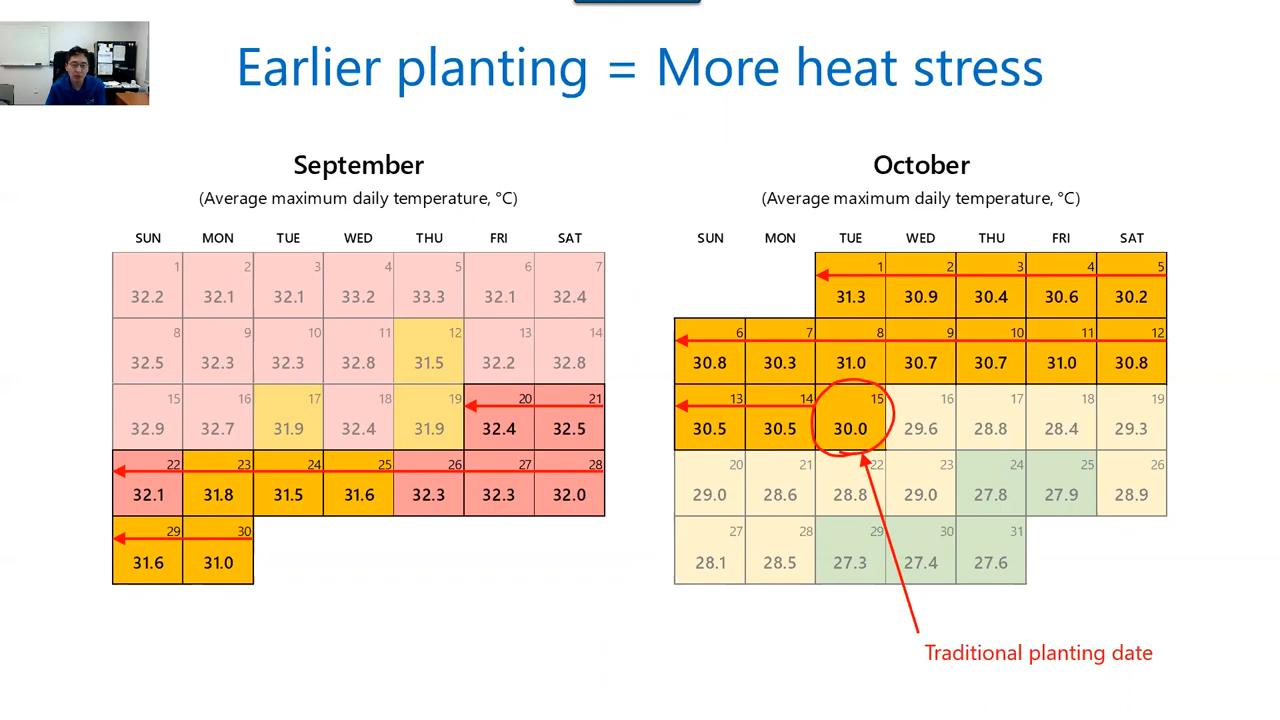 Earlier planting = More heat stress
September
(Average maximum daily temperature, °C)
SUN MON TUE WED THU FRI SAT
1 2 3 4 5 6 7
32.2 32.1 32.1 33.2 33.3 32.1 32.4
8 9 10 11 12 13 14
32.5 32.3 32.3 32.8 31.5 32.2 32.8
15 16 17 18 19 20 21
32.9 32.7 31.9 32.4 31.9 32.4 32.5
22 23 24 25 26 27 28
32.1 31.8 31.5 31.6 32.3 32.3 32.0
29 30
31.6 31.0
October
(Average maximum daily temperature, °C)
SUN MON TUE WED THU FRI SAT
1 2 3 4 5
31.3 30.9 30.4 30.6 30.2
6 7 8 9 10 11 12
30.8 30.3 31.0 30.7 30.7 31.0 30.8
13 14 15 16 17 18 19
30.5 30.5 30.0 29.6 28.8 28.4 29.3
20 21 22 23 24 25 26
29.0 28.6 28.8 29.0 27.8 27.9 28.9
27 28 29 30 31
28.1 28.5 27.3 27.4 27.6
Traditional planting date